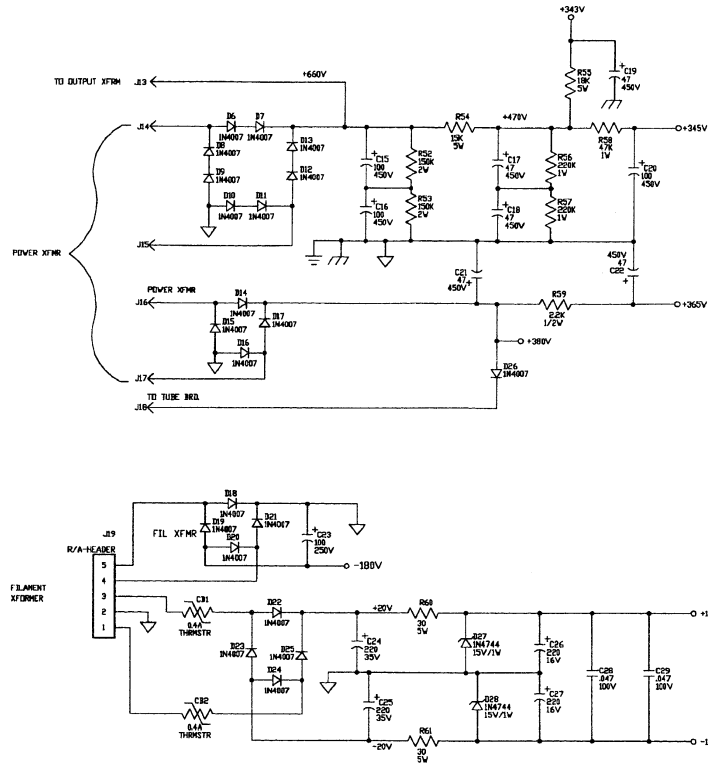 +343V
R55
18K
5W
C19
47
450V
TO OUTPUT XFRM J13
+660V
J14
D6 D7
1N4007 1N4007
D8
1N4007
D9
1N4007
D13
1N4007
D12
1N4007
D10 D11
1N4007 1N4007
J15
C15
100
450V
C16
100
450V
R52
150K
2W
R53
150K
2W
R54
15K
5W
+470V
C17
47
450V
C18
47
450V
R56
220K
1W
R57
220K
1W
R58
47K
1W
+345V
C20
100
450V
POWER XFMR
POWER XFMR
J16
D14
1N4007
D15
1N4007
D17
1N4007
D16
1N4007
J17
C21
47
450V
450V
47
C22
R59
2.2K
1/2W
+365V
+380V
D26
1N4007
TO TUBE BRD.
J18
J19
R/A-HEADER
5
4
3
2
1
FILAMENT
XFORMER
FIL XFMR
D18
1N4007
D19
1N4007
D21
1N4007
D20
1N4007
C23
100
250V
-180V
CB1
0.4A
THRMSTR
CB2
0.4A
THRMSTR
D22
1N4007
D23
1N4007
D25
1N4007
D24
1N4007
+20V
C24
220
35V
C25
220
35V
-20V
R60
30
5W
R61
30
5W
D27
1N4744
15V/1W
D28
1N4744
15V/1W
C26
220
16V
C27
220
16V
C28
.047
100V
C29
.047
100V
+1
-1